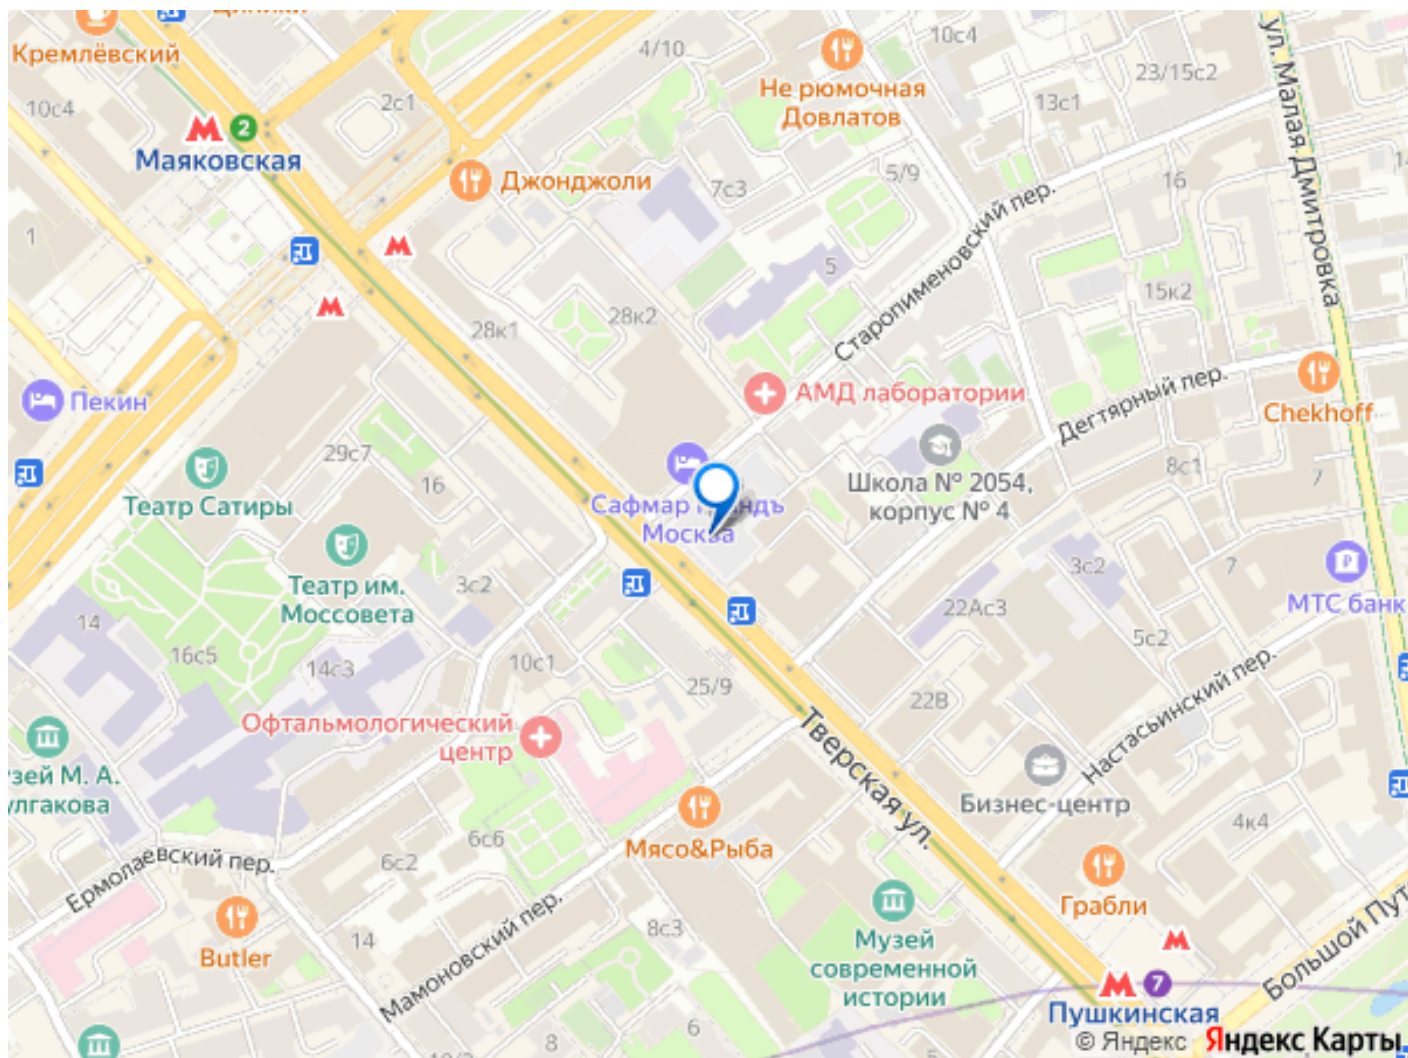 Кремлёвский
10с4
2с1
4/10
10с4
Не рюмочная
Довлатов
23/15с2
13с1
ул. Малая Дмитровка
2
Маяковская
Джонджоли
7с3
5/9
16
1
Старопименовский пер.
5
15к2
28к1
28к2
Пекин
АМД лаборатории
Дегтярный пер.
Chekhoff
29с7
16
Театр Сатиры
Школа № 2054,
корпус № 4
8с1
7
Сафмар
Москва
Театр им.
Моссовета
3с2
3с2
7
МТС банк
14
16с5
14с3
10с1
25/9
22Ас3
5с2
22В
Настасьинский пер.
Офтальмологический
центр
Тверская ул.
Бизнес-центр
Мясо&Рыба
4к4
6с6
6с2
Ермолаевский пер.
Грабли
Butler
14
Мамоновский пер.
8с3
Музей
современной
истории
Большой
7
Пушкинская
6
8
© Яндекс
Яндекс Карты